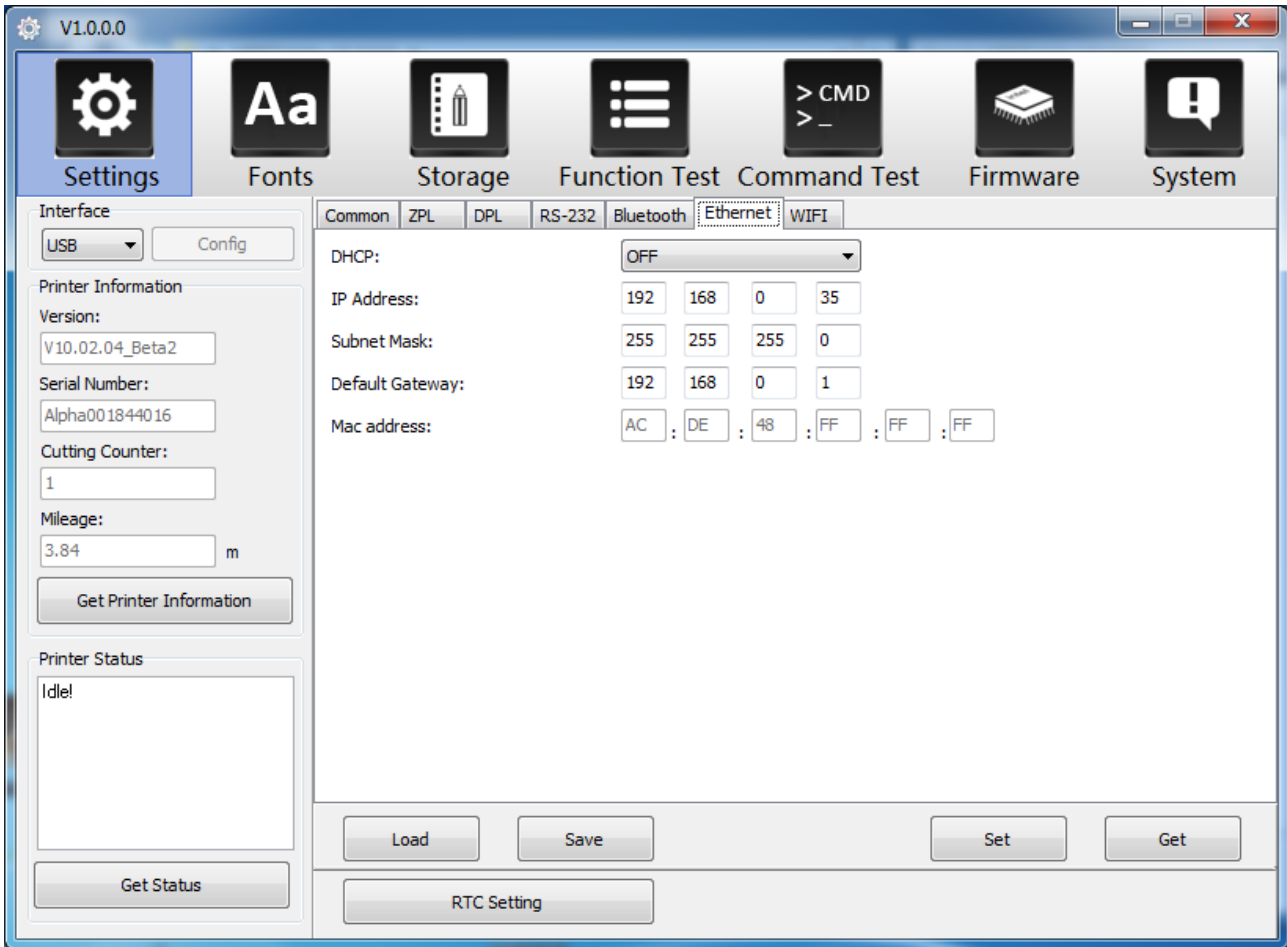 V1.0.0.0
Aa
> CMD
> _
Settings
Fonts
Storage
Function Test
Command Test
Firmware
System
Interface
USB
Config
Printer Information
Version:
V10.02.04_Beta2
Serial Number:
Alpha001844016
Cutting Counter:
1
Mileage:
3.84 m
Get Printer Information
Printer Status
Idle!
Get Status
Common ZPL DPL RS-232 Bluetooth Ethernet WIFI
DHCP: OFF
IP Address: 192 168 0 35
Subnet Mask: 255 255 255 0
Default Gateway: 192 168 0 1
Mac address: AC : DE : 48 : FF : FF : FF
Load Save Set Get
RTC Setting